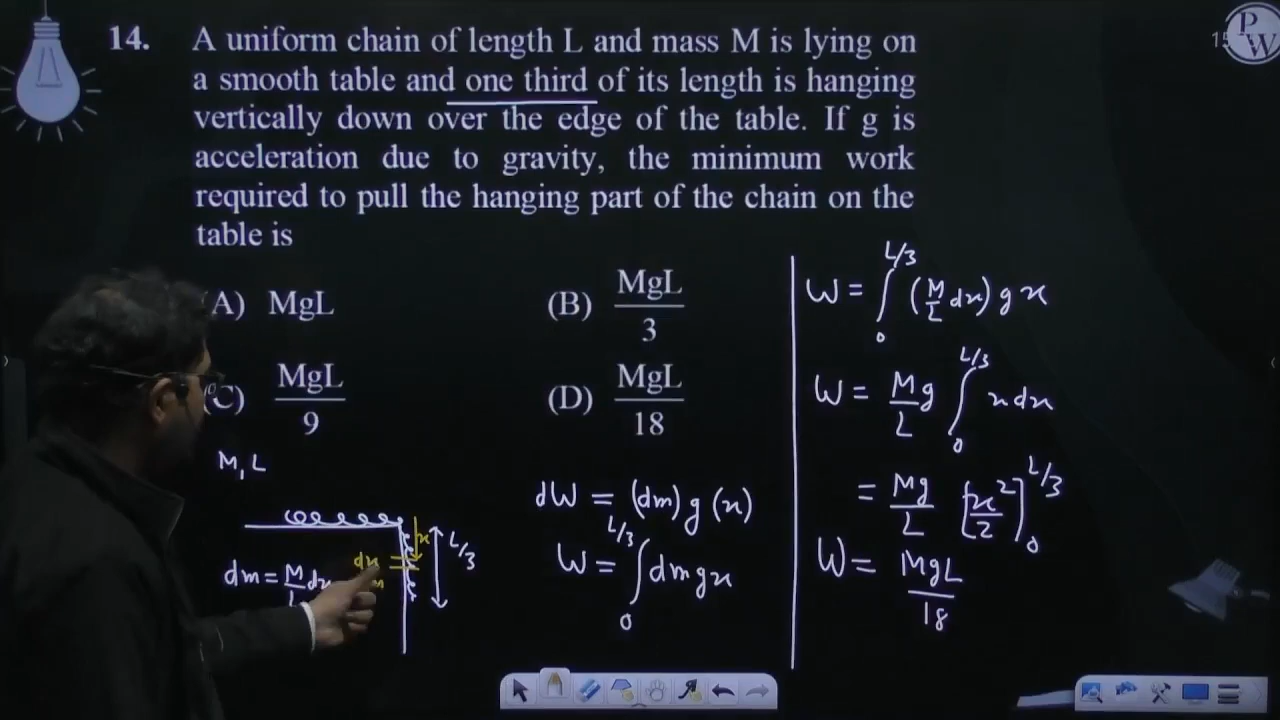 14. A uniform chain of length L and mass M is lying on
a smooth table and one third of its length is hanging
vertically down over the edge of the table. If g is
acceleration due to gravity, the minimum work
required to pull the hanging part of the chain on the
table is
A) MgL
(B) MgL/3
C) MgL/9
(D) MgL/18
M, L
x
L/3
dx
dm = M/L dx
dW = (dm) g (x)
W = ∫₀^{L/3} dm g x
W = ∫₀^{L/3} (M/L dx) g x
W = Mg/L ∫₀^{L/3} x dx
= Mg/L [x²/2]₀^{L/3}
W = MgL/18
PW